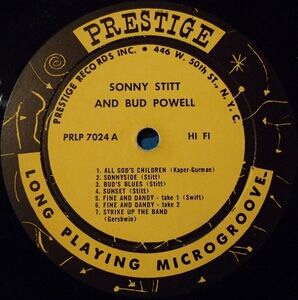 PRESTIGE
PRESTIGE RECORDS INC. • 446 W. 50th ST., N.Y.C.
SONNY STITT
AND BUD POWELL
PRLP 7024 A HI FI
1. ALL GOD'S CHILDREN (Kaper-Gurman)
2. SONNYSIDE (Stitt)
3. BUD'S BLUES (Stitt)
4. SUNSET (Stitt)
5. FINE AND DANDY - take 1 (Swift)
6. FINE AND DANDY - take 2
7. STRIKE UP THE BAND
(Gershwin)
LONG PLAYING MICROGROOVE